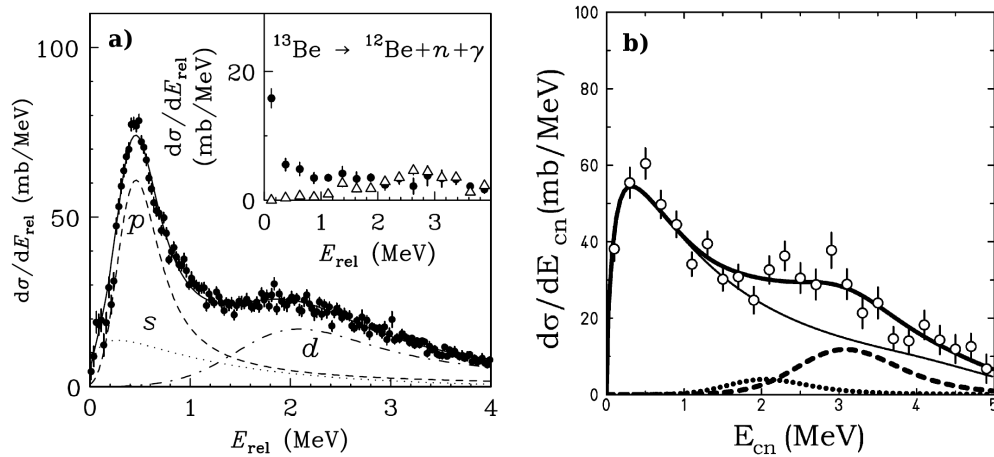 a)
¹³Be → ¹²Be+n+γ
dσ/dE_rel (mb/MeV)
100
50
0
p
s
d
0 1 2 3 4
E_rel (MeV)
dσ/dE_rel
(mb/MeV)
20
0
0 1 2 3
E_rel (MeV)
b)
dσ/dE_cn (mb/MeV)
100
80
60
40
20
0
0 1 2 3 4 5
E_cn (MeV)